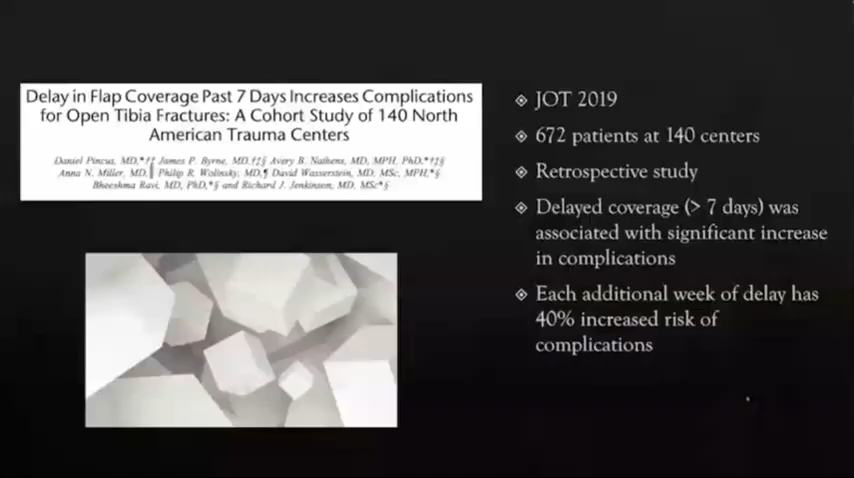 Delay in Flap Coverage Past 7 Days Increases Complications
for Open Tibia Fractures: A Cohort Study of 140 North
American Trauma Centers
Daniel Pincus, MD,*†‡ James P. Byrne, MD,†‡§ Avery B. Nathens, MD, MPH, PhD,*†‡§
Anna N. Miller, MD,‖ Philip R. Wolinsky, MD,¶ David Wasserstein, MD, MSc, MPH,*§
Bheeshma Ravi, MD, PhD,*§ and Richard J. Jenkinson, MD, MSc*§
JOT 2019
672 patients at 140 centers
Retrospective study
Delayed coverage (> 7 days) was
associated with significant increase
in complications
Each additional week of delay has
40% increased risk of
complications